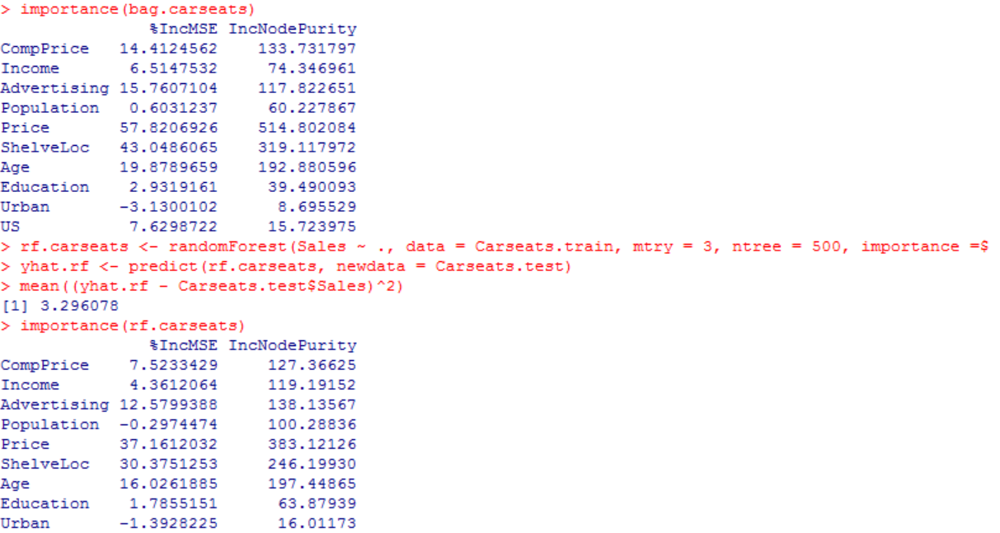 > importance(bag.carseats)
%IncMSE IncNodePurity
CompPrice 14.4124562 133.731797
Income 6.5147532 74.346961
Advertising 15.7607104 117.822651
Population 0.6031237 60.227867
Price 57.8206926 514.802084
ShelveLoc 43.0486065 319.117972
Age 19.8789659 192.880596
Education 2.9319161 39.490093
Urban -3.1300102 8.695529
US 7.6298722 15.723975
> rf.carseats <- randomForest(Sales ~ ., data = Carseats.train, mtry = 3, ntree = 500, importance =$
> yhat.rf <- predict(rf.carseats, newdata = Carseats.test)
> mean((yhat.rf - Carseats.test$Sales)^2)
[1] 3.296078
> importance(rf.carseats)
%IncMSE IncNodePurity
CompPrice 7.5233429 127.36625
Income 4.3612064 119.19152
Advertising 12.5799388 138.13567
Population -0.2974474 100.28836
Price 37.1612032 383.12126
ShelveLoc 30.3751253 246.19930
Age 16.0261885 197.44865
Education 1.7855151 63.87939
Urban -1.3928225 16.01173